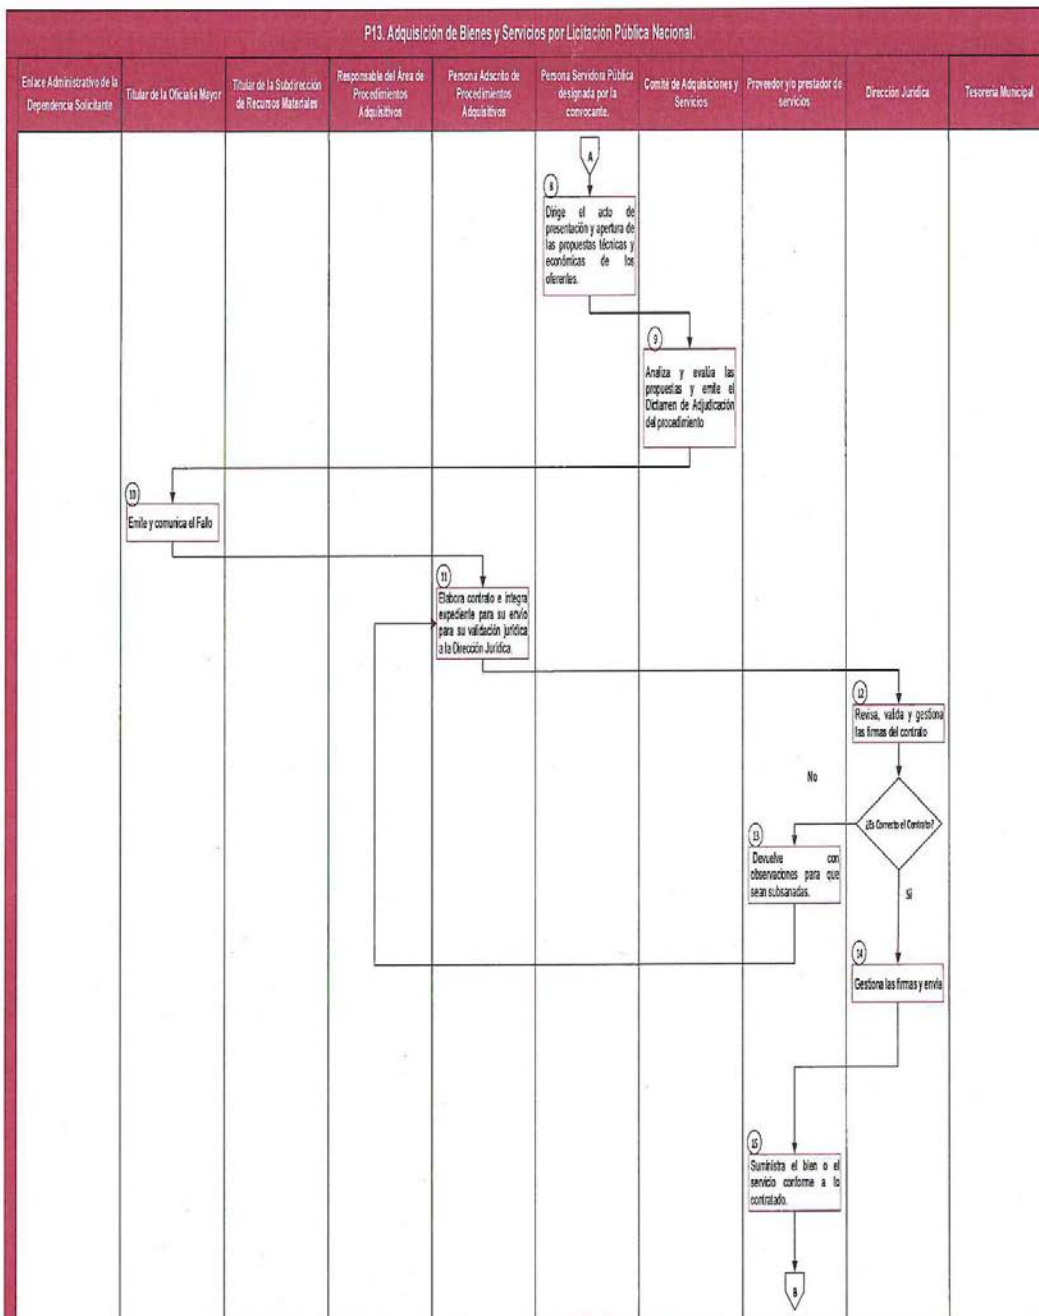 P13. Adquisición de Bienes y Servicios por Licitación Pública Nacional.
Enlace Administrativo de la
Dependencia Solicitante
Titular de la Oficialía Mayor
Titular de la Subdirección
de Recursos Materiales
Responsable del Área de
Procedimientos
Adquisitivos
Persona Adscrito de
Procedimientos
Adquisitivos
Persona Servidora Pública
designada por la
convocante.
Comité de Adquisiciones y
Servicios
Proveedor y/o prestador de
servicios
Dirección Jurídica
Tesorería Municipal
A
8
Dirige el acto de
presentación y apertura de
las propuestas técnicas y
económicas de los
oferentes.
9
Analiza y evalúa las
propuestas y emite el
Dictamen de Adjudicación
del procedimiento
10
Emite y comunica el Fallo
11
Elabora contrato e integra
expediente para su envío
para su validación jurídica
a la Dirección Jurídica.
12
Revisa, valida y gestiona
las firmas del contrato
No
¿Es Correcto el Contrato?
13
Devuelve con
observaciones para que
sean subsanadas.
Si
14
Gestiona las firmas y envía
15
Suministra el bien o el
servicio conforme a lo
contratado.
B